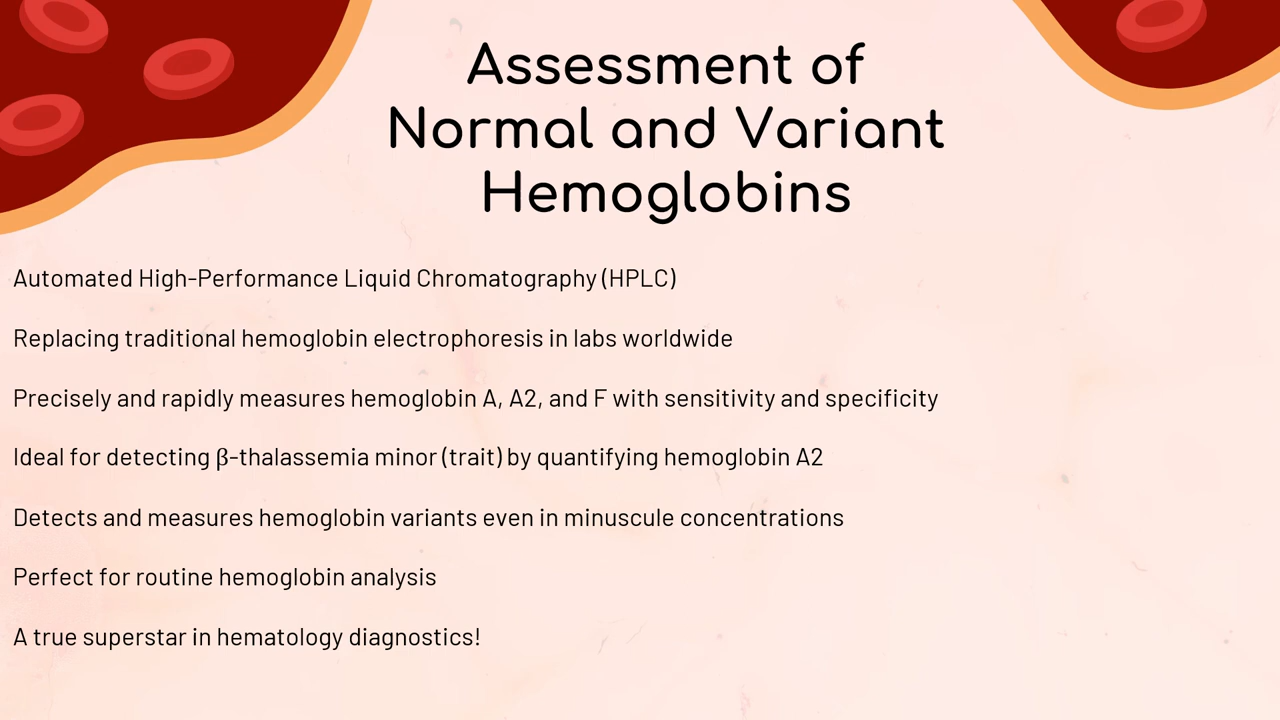 Assessment of
Normal and Variant
Hemoglobins
Automated High-Performance Liquid Chromatography (HPLC)
Replacing traditional hemoglobin electrophoresis in labs worldwide
Precisely and rapidly measures hemoglobin A, A2, and F with sensitivity and specificity
Ideal for detecting β-thalassemia minor (trait) by quantifying hemoglobin A2
Detects and measures hemoglobin variants even in minuscule concentrations
Perfect for routine hemoglobin analysis
A true superstar in hematology diagnostics!